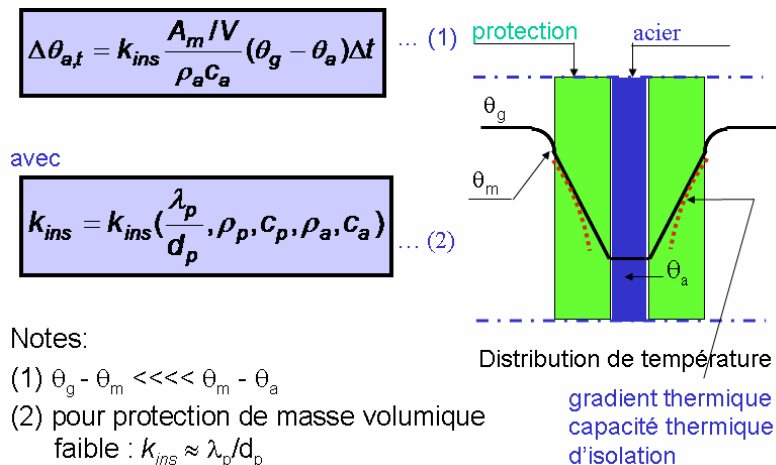 Δθa,t = kins Am/V / ρaca (θg − θa)Δt ... (1)
avec
kins = kins(λp/dp, ρp, cp, ρa, ca) ... (2)
Notes:
(1) θg - θm <<<< θm - θa
(2) pour protection de masse volumique
faible : kins ≈ λp/dp
protection
acier
θg
θm
θa
Distribution de température
gradient thermique
capacité thermique
d'isolation